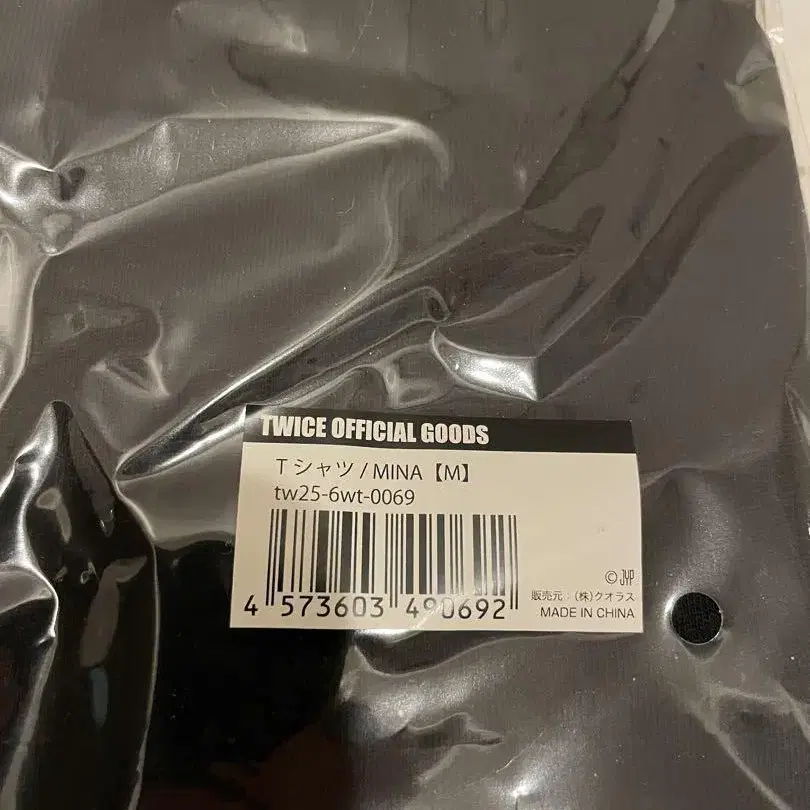 TWICE OFFICIAL GOODS
Tシャツ / MINA【M】
tw25-6wt-0069
4 573603 490692
© JYP
販売元：(株)クオラス
MADE IN CHINA